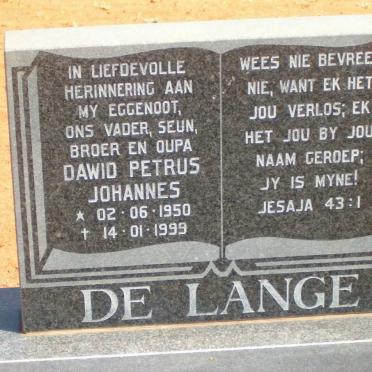 IN LIEFDEVOLLE
HERINNERING AAN
MY EGGENOOT,
ONS VADER, SEUN,
BROER EN OUPA
DAWID PETRUS
JOHANNES
★ 02·06·1950
† 14·01·1999
WEES NIE BEVREE
NIE, WANT EK HET
JOU VERLOS; EK
HET JOU BY JOU
NAAM GEROEP;
JY IS MYNE!
JESAJA 43:1
DE LANGE